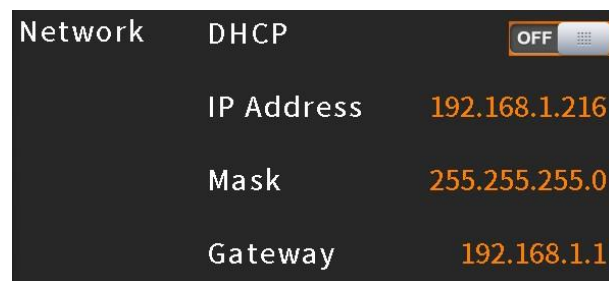 Network DHCP OFF
IP Address 192.168.1.216
Mask 255.255.255.0
Gateway 192.168.1.1